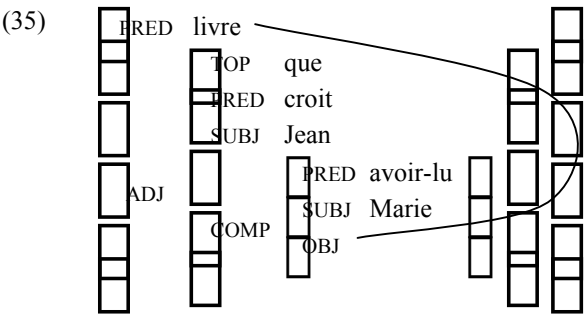 (35) PRED livre
TOP que
PRED croit
SUBJ Jean
PRED avoir-lu
ADJ SUBJ Marie
COMP OBJ